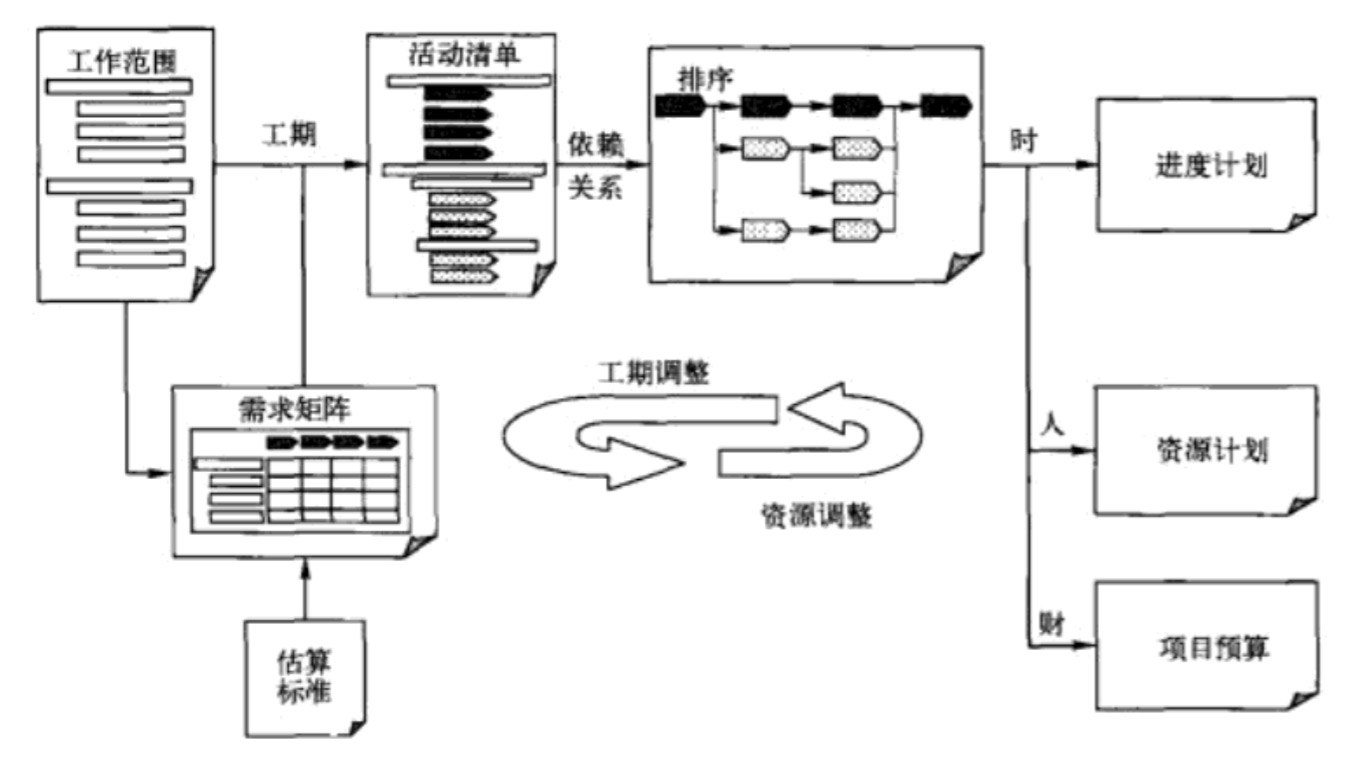 工作范围
工期
活动清单
依赖
关系
排序
时
进度计划
需求矩阵
工期调整
资源调整
人
资源计划
估算
标准
财
项目预算